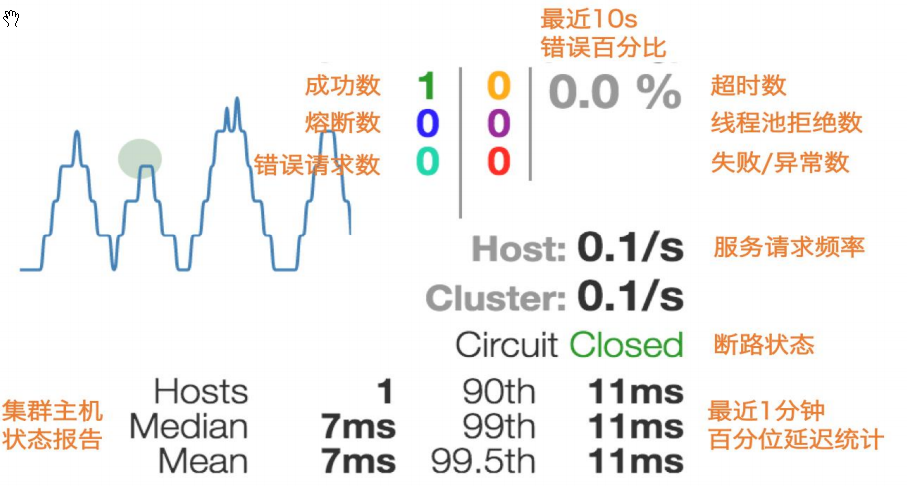 最近10s
错误百分比
成功数 1 0 0.0 % 超时数
熔断数 0 0 线程池拒绝数
错误请求数 0 0 失败/异常数
Host: 0.1/s 服务请求频率
Cluster: 0.1/s
Circuit Closed 断路状态
集群主机
状态报告
Hosts 1 90th 11ms
Median 7ms 99th 11ms
Mean 7ms 99.5th 11ms
最近1分钟
百分位延迟统计